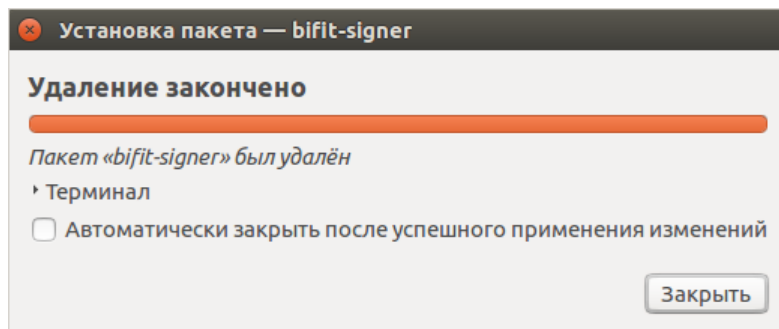 Установка пакета — bifit-signer
Удаление закончено
Пакет «bifit-signer» был удалён
Терминал
Автоматически закрыть после успешного применения изменений
Закрыть